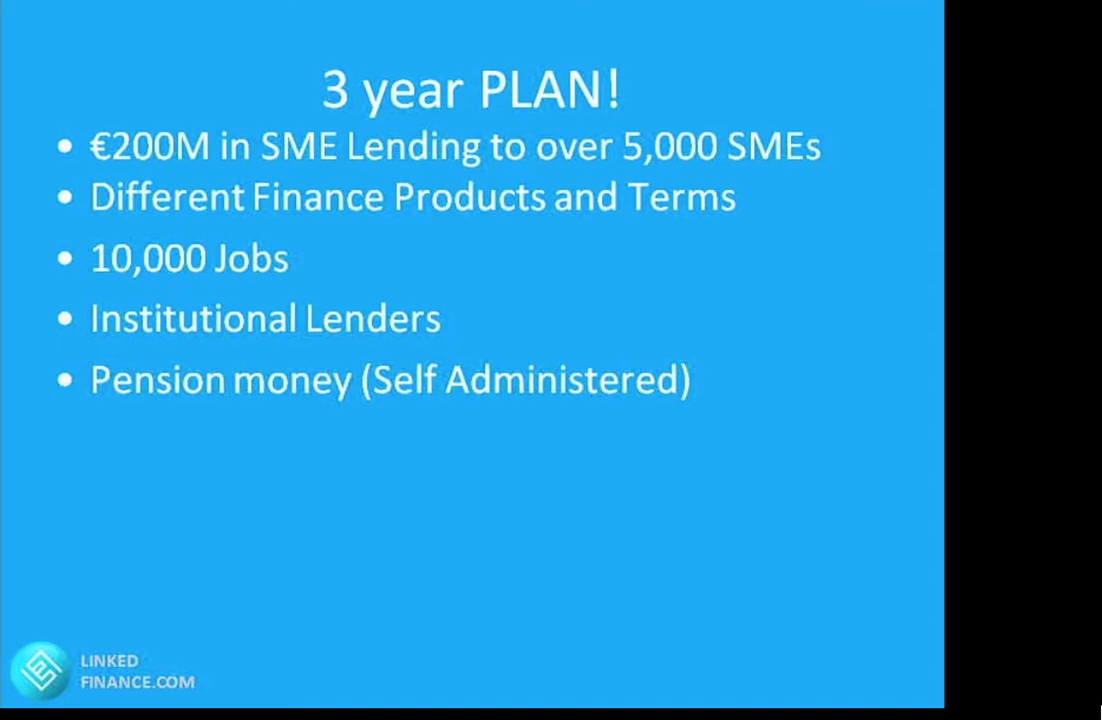 3 year PLAN!
• €200M in SME Lending to over 5,000 SMEs
• Different Finance Products and Terms
• 10,000 Jobs
• Institutional Lenders
• Pension money (Self Administered)
LINKED
FINANCE.COM